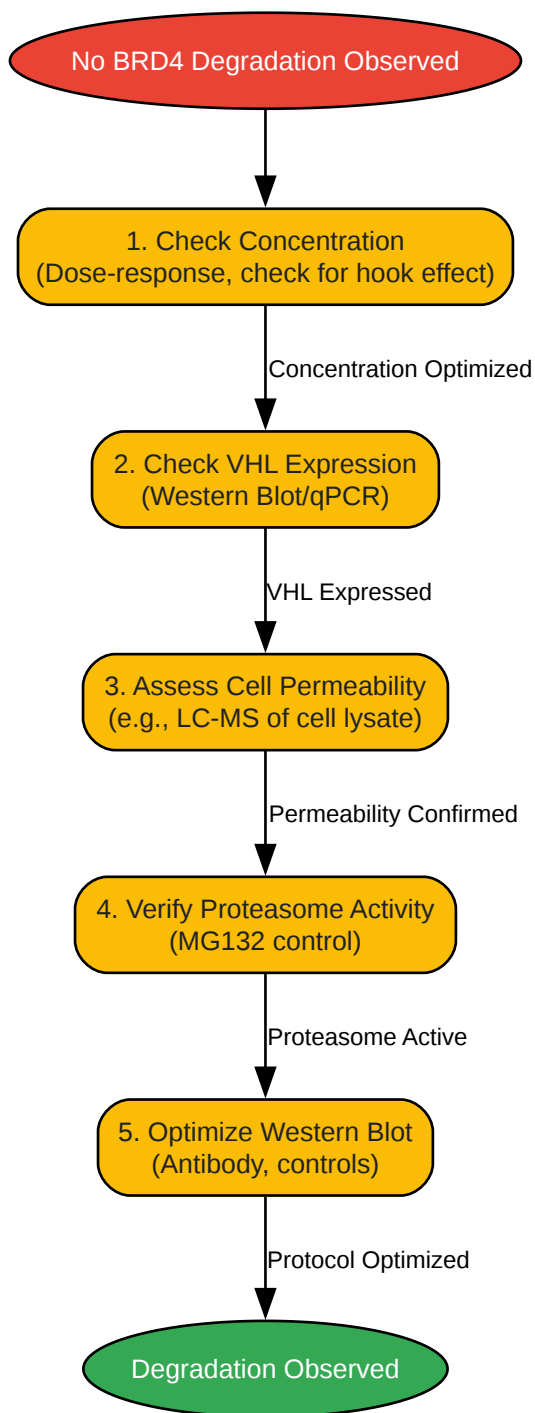 No BRD4 Degradation Observed
1. Check Concentration
(Dose-response, check for hook effect)
Concentration Optimized
2. Check VHL Expression
(Western Blot/qPCR)
VHL Expressed
3. Assess Cell Permeability
(e.g., LC-MS of cell lysate)
Permeability Confirmed
4. Verify Proteasome Activity
(MG132 control)
Proteasome Active
5. Optimize Western Blot
(Antibody, controls)
Protocol Optimized
Degradation Observed